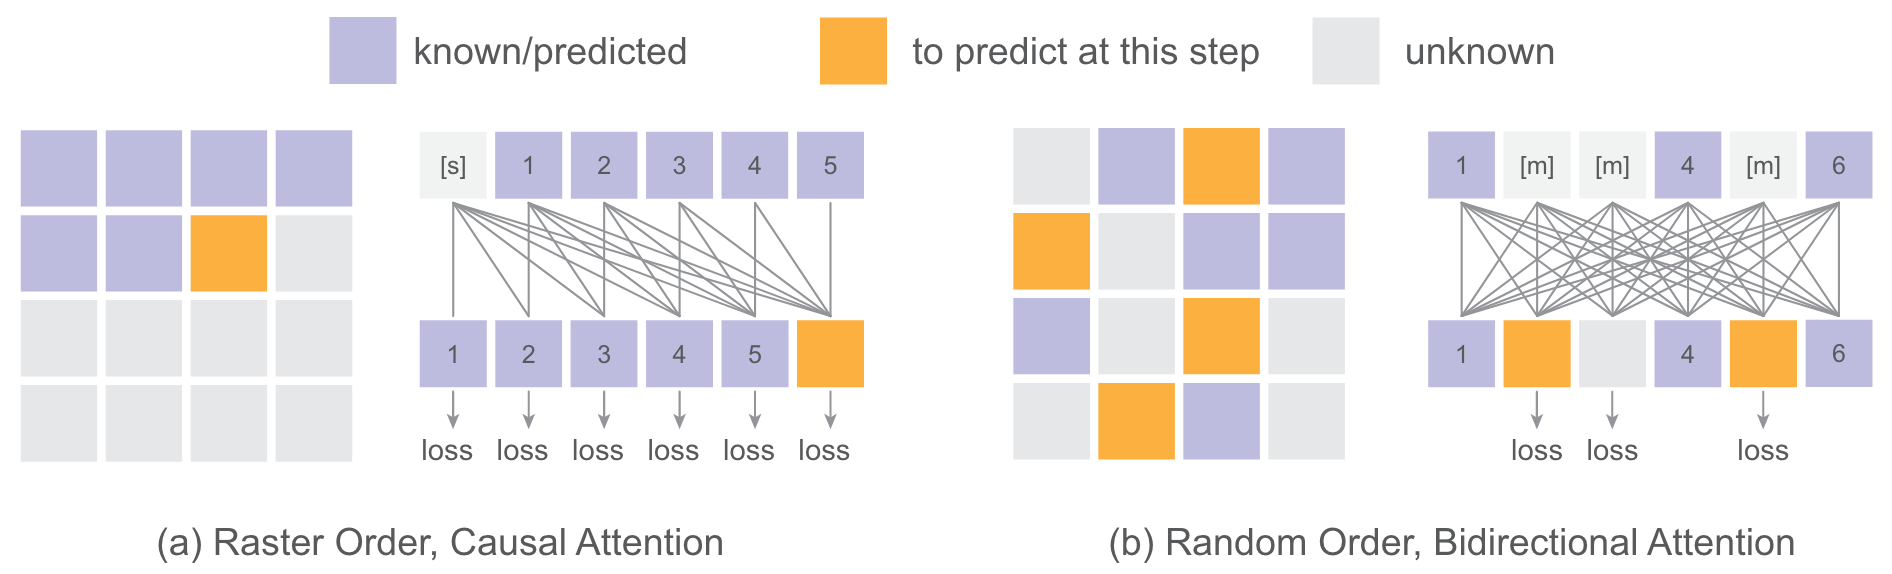 known/predicted to predict at this step unknown
[s] 1 2 3 4 5
1 2 3 4 5
loss loss loss loss loss loss
(a) Raster Order, Causal Attention
1 [m] [m] 4 [m] 6
1 4 6
loss loss loss
(b) Random Order, Bidirectional Attention